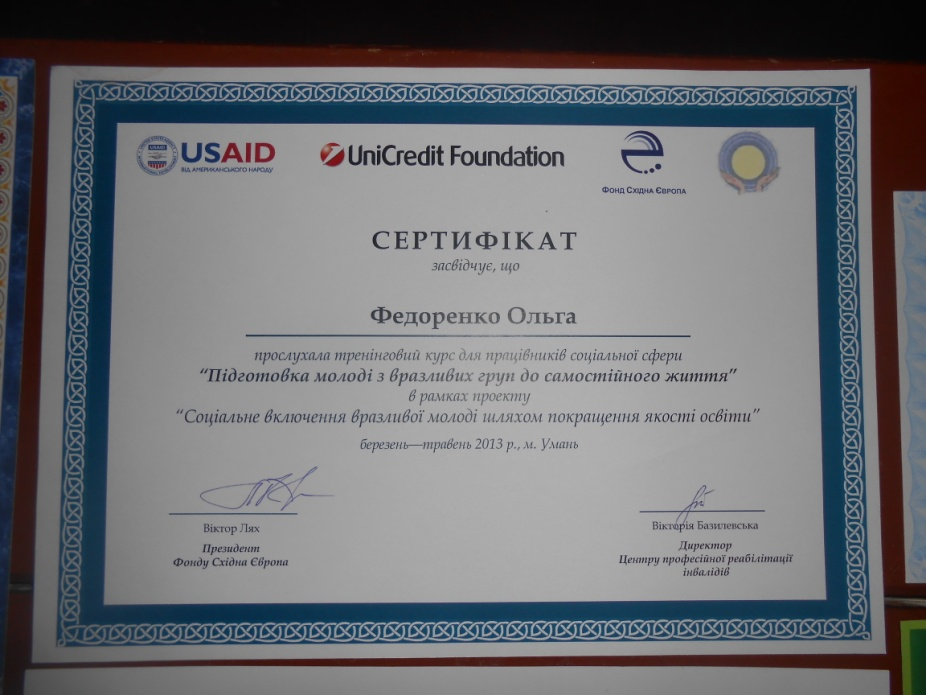 USAID
ВІД АМЕРИКАНСЬКОГО НАРОДУ
UniCredit Foundation
Фонд Східна Європа
СЕРТИФІКАТ
засвідчує, що
Федоренко Ольга
прослухала тренінговий курс для працівників соціальної сфери
“Підготовка молоді з вразливих груп до самостійного життя”
в рамках проекту
“Соціальне включення вразливої молоді шляхом покращення якості освіти”
березень—травень 2013 р., м. Умань
Віктор Лях
Президент
Фонду Східна Європа
Вікторія Базилевська
Директор
Центру професійної реабілітації
інвалідів